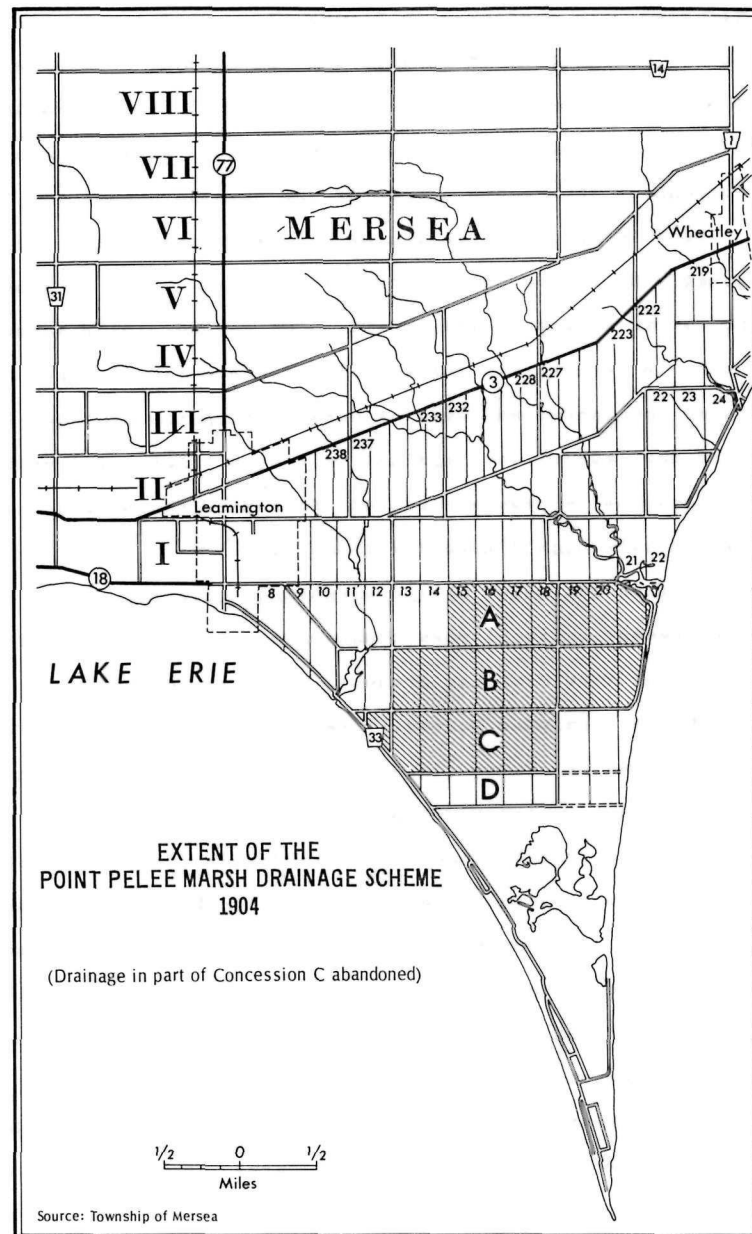 14
VIII
1
VII
77
VI
MERSEA
Wheatley
31
219
V
222
223
IV
3
227
228
232
22 23 24
233
III
237
238
II
Leamington
I
21 22
18
7 8 9 10 11 12 13 14 15 16 17 18 19 20
A
LAKE ERIE
B
33
C
D
EXTENT OF THE
POINT PELEE MARSH DRAINAGE SCHEME
1904
(Drainage in part of Concession C abandoned)
1/2 0 1/2
Miles
Source: Township of Mersea